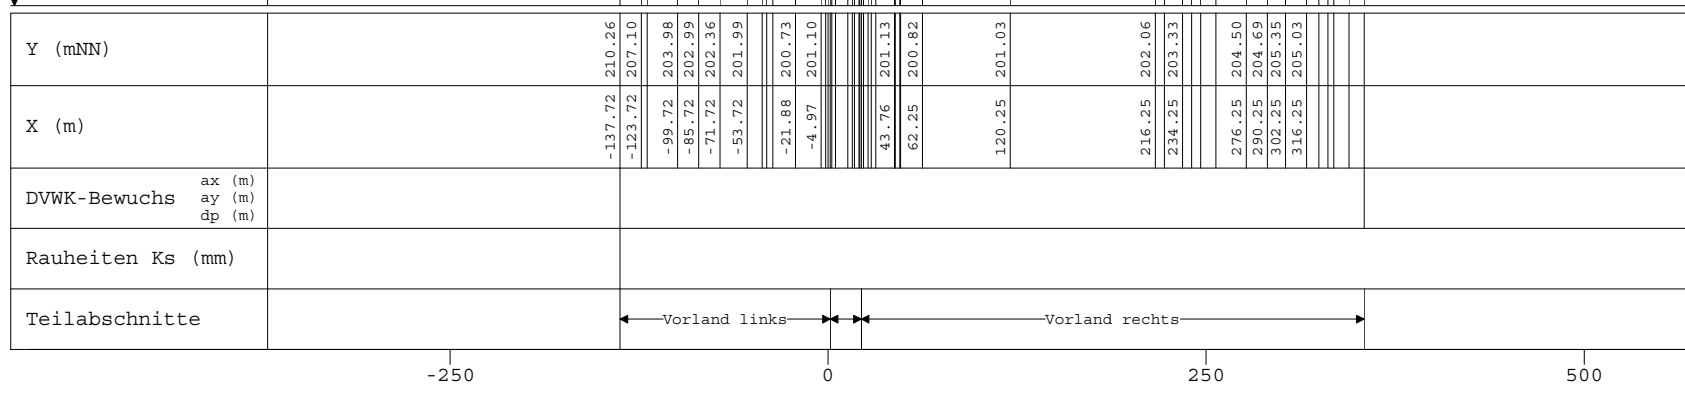 Y (mNN) 210.26 207.10 203.98 202.99 202.36 201.99 200.73 201.10 201.13 200.82 201.03 202.06 203.33 204.50 204.69 205.35 205.03
X (m) -137.72 -123.72 -99.72 -85.72 -71.72 -53.72 -21.88 -4.97 43.76 62.25 120.25 216.25 234.25 276.25 290.25 302.25 316.25
DVWK-Bewuchs ax (m)
ay (m)
dp (m)
Rauheiten Ks (mm)
Teilabschnitte Vorland links Vorland rechts
-250 0 250 500